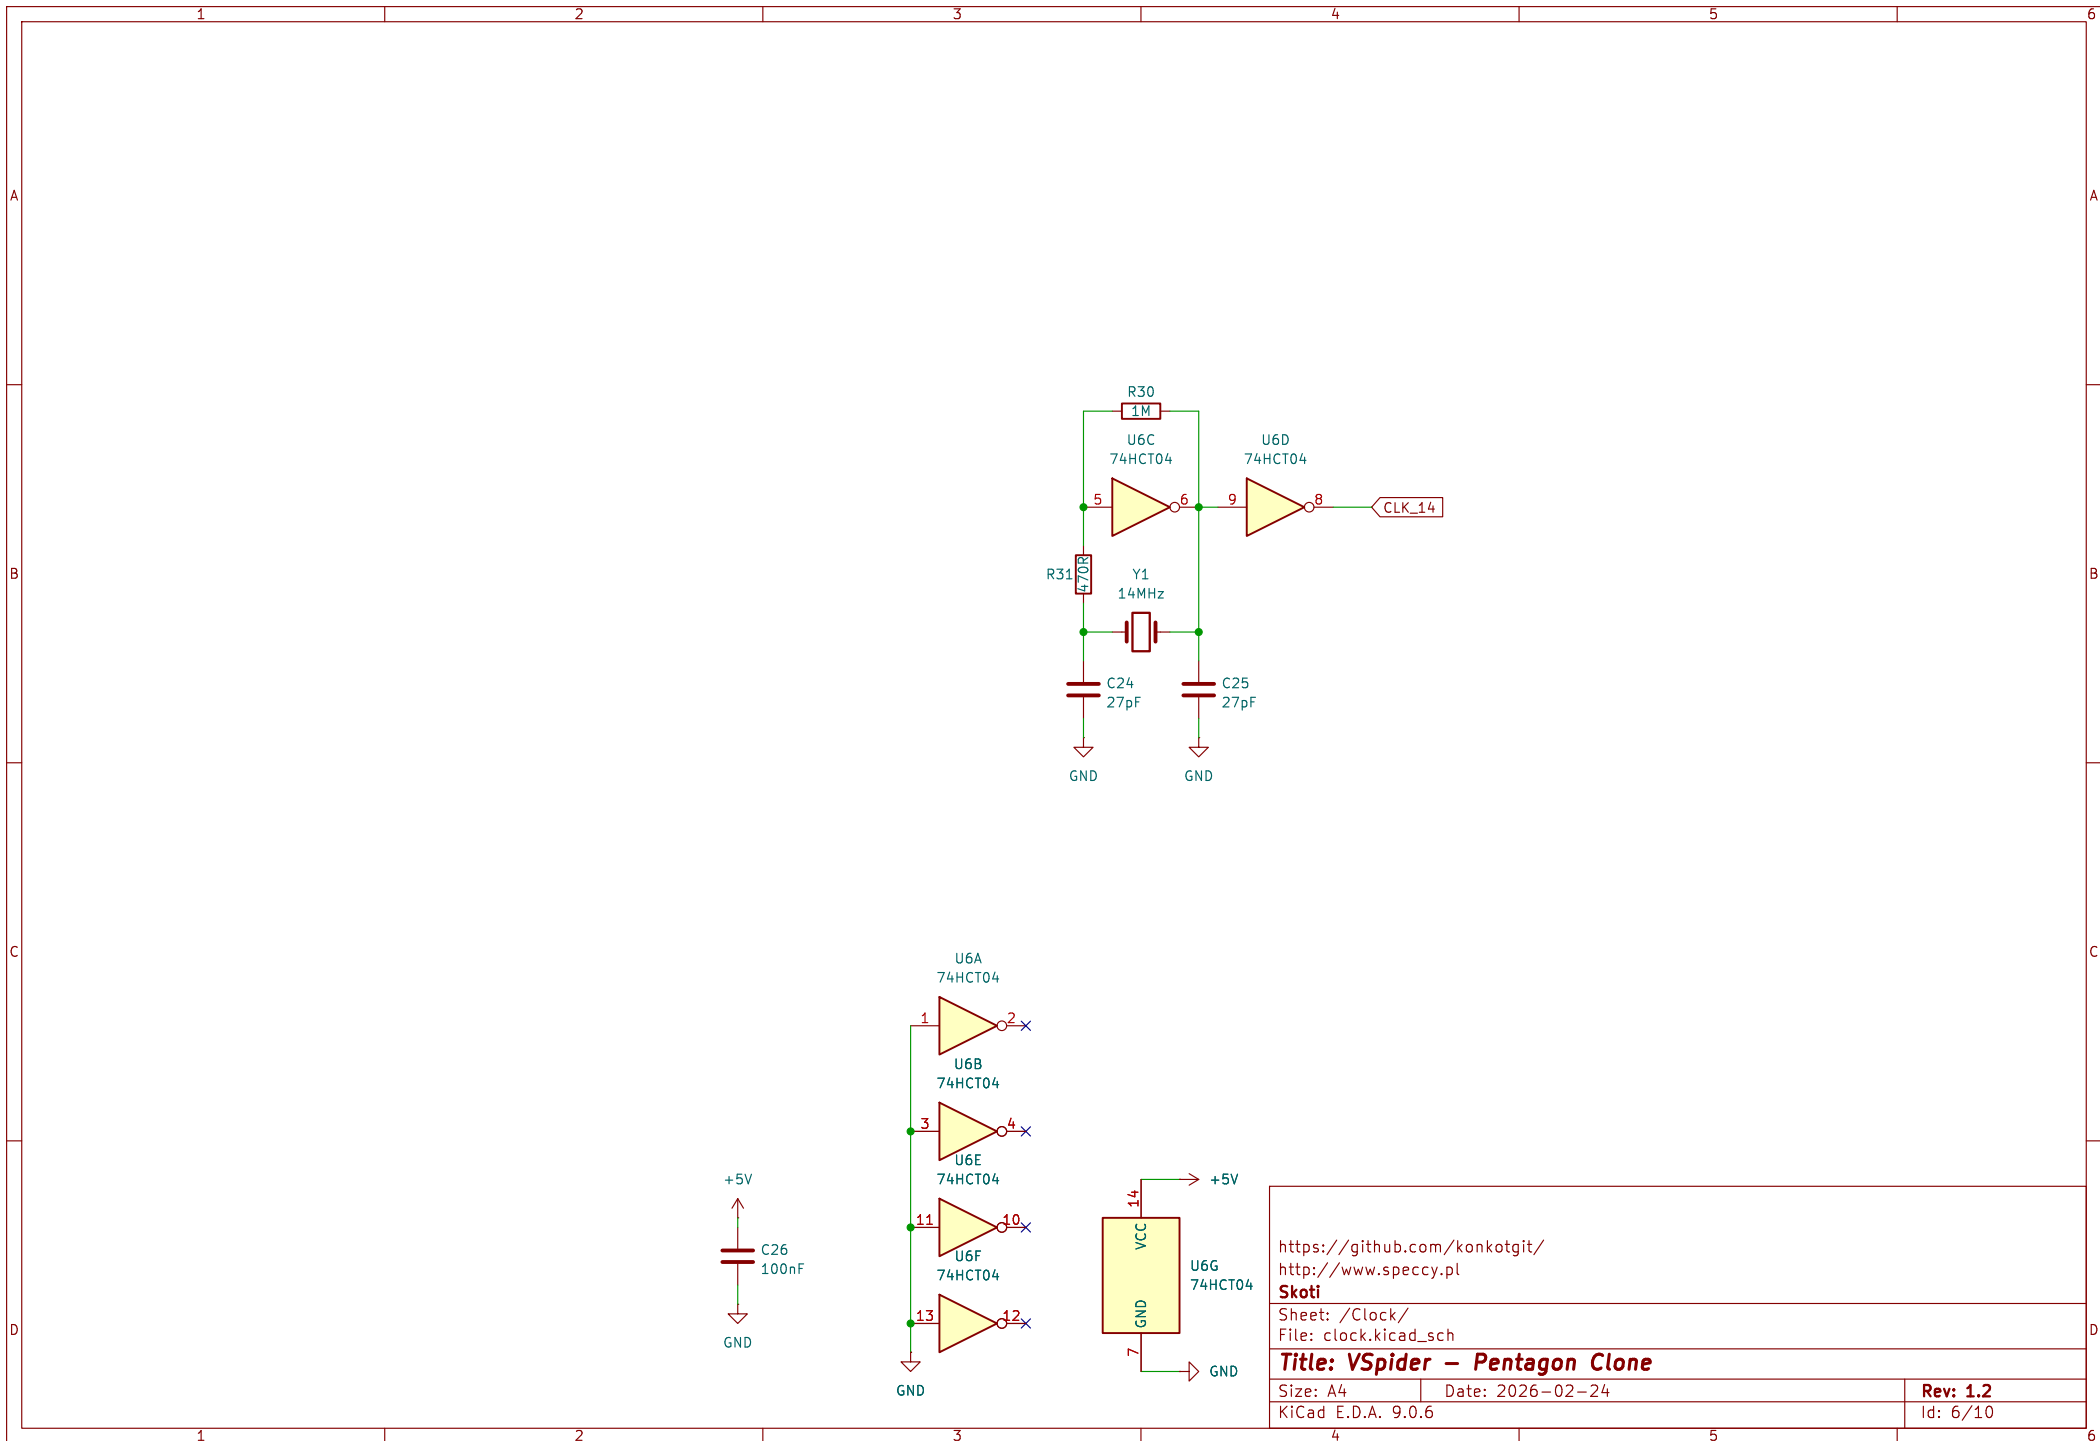 1 2 3 4 5 6
A A
R30
1M
U6C U6D
74HCT04 74HCT04
5 6 9 8 CLK_14
B B
R31 470R Y1
14MHz
C24 C25
27pF 27pF
GND GND
C C
U6A
74HCT04
1 2
U6B
74HCT04
3 4
U6E
74HCT04
11 10
U6F
74HCT04
13 12
GND
+5V
C26
100nF
GND
14 +5V
VCC
U6G
74HCT04
GND
7 GND
D D
https://github.com/konkotgit/
http://www.speccy.pl
Skoti
Sheet: /Clock/
File: clock.kicad_sch
Title: VSpider – Pentagon Clone
Size: A4 Date: 2026-02-24 Rev: 1.2
KiCad E.D.A. 9.0.6 Id: 6/10
1 2 3 4 5 6